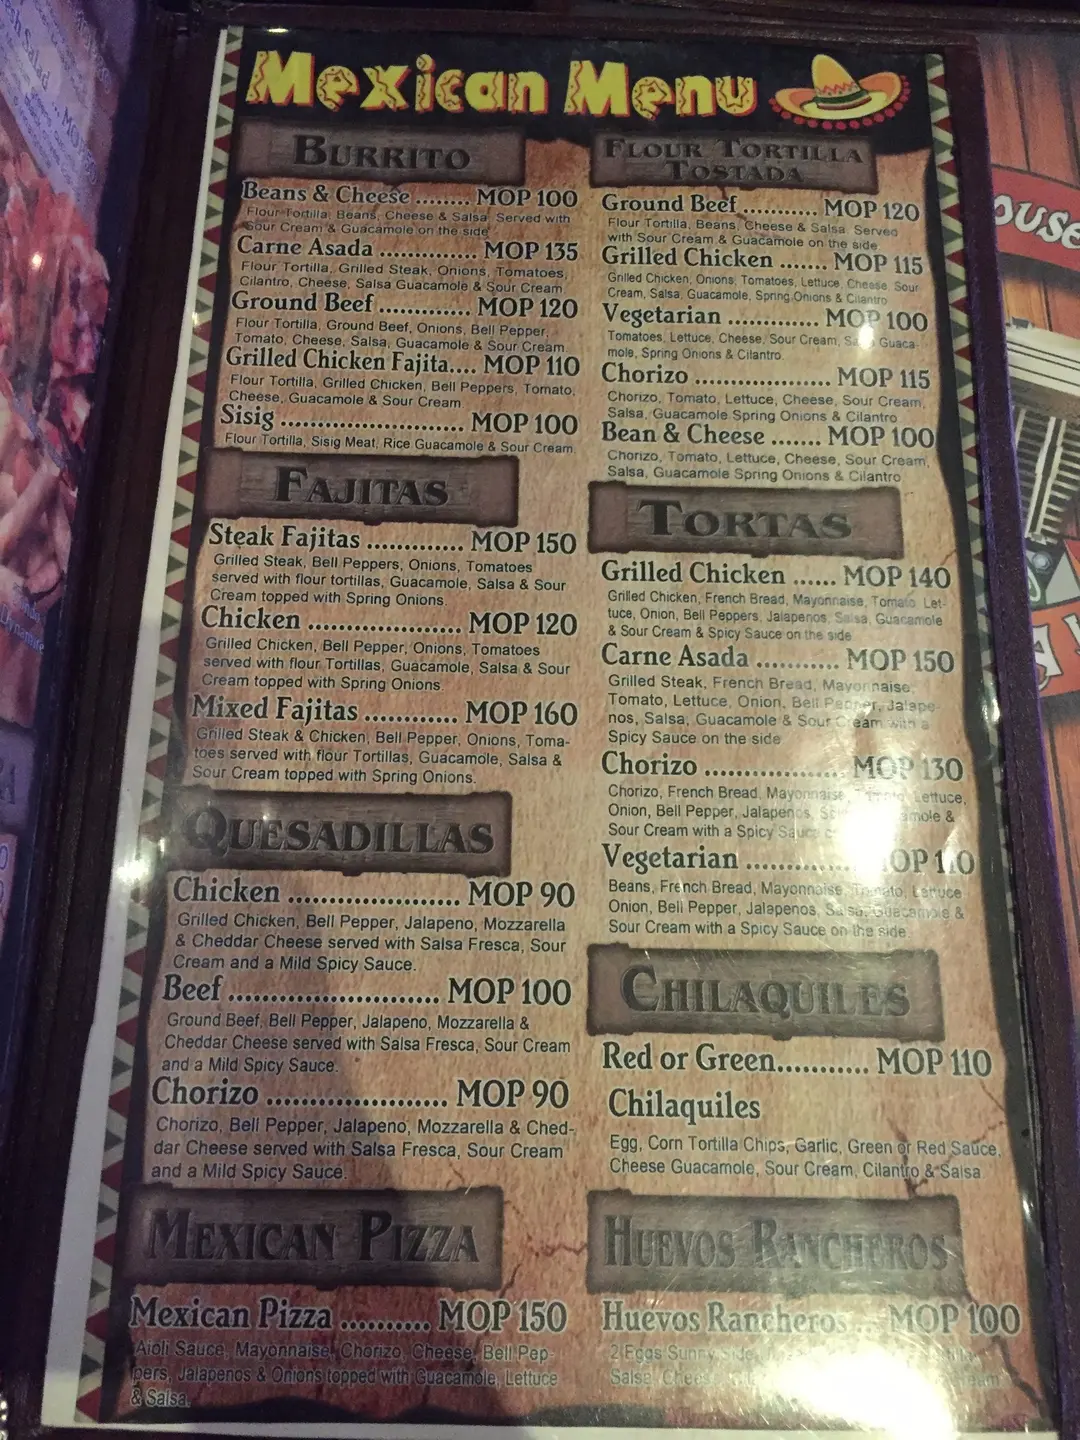 Mexican Menu
BURRITO
Beans & Cheese ........ MOP 100
Flour Tortilla, Beans, Cheese & Salsa. Served with
Sour Cream & Guacamole on the side
Carne Asada .............. MOP 135
Flour Tortilla, Grilled Steak, Onions, Tomatoes,
Cilantro, Cheese, Salsa Guacamole & Sour Cream
Ground Beef ............. MOP 120
Flour Tortilla, Ground Beef, Onions, Bell Pepper,
Tomato, Cheese, Salsa, Guacamole & Sour Cream
Grilled Chicken Fajita.... MOP 110
Flour Tortilla, Grilled Chicken, Bell Peppers, Tomato,
Cheese, Guacamole & Sour Cream
Sisig ........................... MOP 100
Flour Tortilla, Sisig Meat, Rice Guacamole & Sour Cream
FAJITAS
Steak Fajitas ............. MOP 150
Grilled Steak, Bell Peppers, Onions, Tomatoes
served with flour tortillas, Guacamole, Salsa & Sour
Cream topped with Spring Onions.
Chicken ..................... MOP 120
Grilled Chicken, Bell Pepper, Onions, Tomatoes
served with flour Tortillas, Guacamole, Salsa & Sour
Cream topped with Spring Onions.
Mixed Fajitas ............. MOP 160
Grilled Steak & Chicken, Bell Pepper, Onions, Toma-
toes served with flour Tortillas, Guacamole, Salsa &
Sour Cream topped with Spring Onions.
QUESADILLAS
Chicken ...................... MOP 90
Grilled Chicken, Bell Pepper, Jalapeno, Mozzarella
& Cheddar Cheese served with Salsa Fresca, Sour
Cream and a Mild Spicy Sauce.
Beef .......................... MOP 100
Ground Beef, Bell Pepper, Jalapeno, Mozzarella &
Cheddar Cheese served with Salsa Fresca, Sour Cream
and a Mild Spicy Sauce.
Chorizo ...................... MOP 90
Chorizo, Bell Pepper, Jalapeno, Mozzarella & Ched-
dar Cheese served with Salsa Fresca, Sour Cream
and a Mild Spicy Sauce.
MEXICAN PIZZA
Mexican Pizza .......... MOP 150
Aioli Sauce, Mayonnaise, Chorizo, Cheese, Bell Pep-
pers, Jalapenos & Onions topped with Guacamole, Lettuce
& Salsa.
FLOUR TORTILLA
TOSTADA
Ground Beef ........... MOP 120
Flour Tortilla, Beans, Cheese & Salsa. Served
with Sour Cream & Guacamole on the side
Grilled Chicken ....... MOP 115
Grilled Chicken, Onions, Tomatoes, Lettuce, Cheese, Sour
Cream, Salsa, Guacamole, Spring Onions & Cilantro
Vegetarian ............. MOP 100
Tomatoes, Lettuce, Cheese, Sour Cream, Guaca-
mole, Spring Onions & Cilantro.
Chorizo ................... MOP 115
Chorizo, Tomato, Lettuce, Cheese, Sour Cream,
Salsa, Guacamole Spring Onions & Cilantro
Bean & Cheese ....... MOP 100
Chorizo, Tomato, Lettuce, Cheese, Sour Cream,
Salsa, Guacamole Spring Onions & Cilantro
TORTAS
Grilled Chicken ...... MOP 140
Grilled Chicken, French Bread, Mayonnaise, Tomato, Let-
tuce, Onion, Bell Peppers, Jalapenos, Salsa, Guacamole
& Sour Cream & Spicy Sauce on the side
Carne Asada ........... MOP 150
Grilled Steak, French Bread, Mayonnaise,
Tomato, Lettuce, Onion, Bell Pepper, Jalape-
nos, Salsa, Guacamole & Sour Cream with a
Spicy Sauce on the side
Chorizo .................... MOP 130
Chorizo, French Bread, Mayonnaise, Tomato, Lettuce,
Onion, Bell Pepper, Jalapenos, &
Sour Cream with a Spicy Sauce
Vegetarian
Beans, French Bread, Mayonnaise, Tomato, Lettuce
Onion, Bell Pepper, Jalapenos, Salsa, Guacamole &
Sour Cream with a Spicy Sauce on the side.
CHILAQUILES
Red or Green........... MOP 110
Chilaquiles
Egg, Corn Tortilla Chips, Garlic, Green or Red Sauce,
Cheese Guacamole, Sour Cream, Cilantro & Salsa
HUEVOS RANCHEROS
Huevos Rancheros ... MOP 100
2 Eggs Sunny Side,
Salsa,